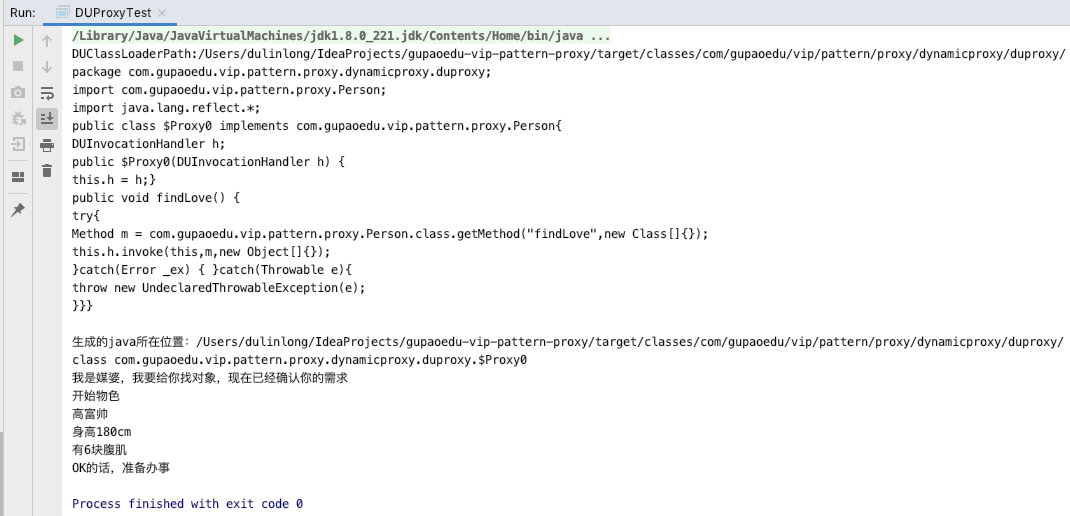 Run: DUProxyTest
/Library/Java/JavaVirtualMachines/jdk1.8.0_221.jdk/Contents/Home/bin/java ...
DUClassLoaderPath:/Users/dulinlong/IdeaProjects/gupaoedu-vip-pattern-proxy/target/classes/com/gupaoedu/vip/pattern/proxy/dynamicproxy/duproxy/
package com.gupaoedu.vip.pattern.proxy.dynamicproxy.duproxy;
import com.gupaoedu.vip.pattern.proxy.Person;
import java.lang.reflect.*;
public class $Proxy0 implements com.gupaoedu.vip.pattern.proxy.Person{
DUInvocationHandler h;
public $Proxy0(DUInvocationHandler h) {
this.h = h;}
public void findLove() {
try{
Method m = com.gupaoedu.vip.pattern.proxy.Person.class.getMethod("findLove",new Class[]{});
this.h.invoke(this,m,new Object[]{});
}catch(Error _ex) { }catch(Throwable e){
throw new UndeclaredThrowableException(e);
}}}
生成的java所在位置：/Users/dulinlong/IdeaProjects/gupaoedu-vip-pattern-proxy/target/classes/com/gupaoedu/vip/pattern/proxy/dynamicproxy/duproxy/
class com.gupaoedu.vip.pattern.proxy.dynamicproxy.duproxy.$Proxy0
我是媒婆，我要给你找对象，现在已经确认你的需求
开始物色
高富帅
身高180cm
有6块腹肌
OK的话，准备办事
Process finished with exit code 0